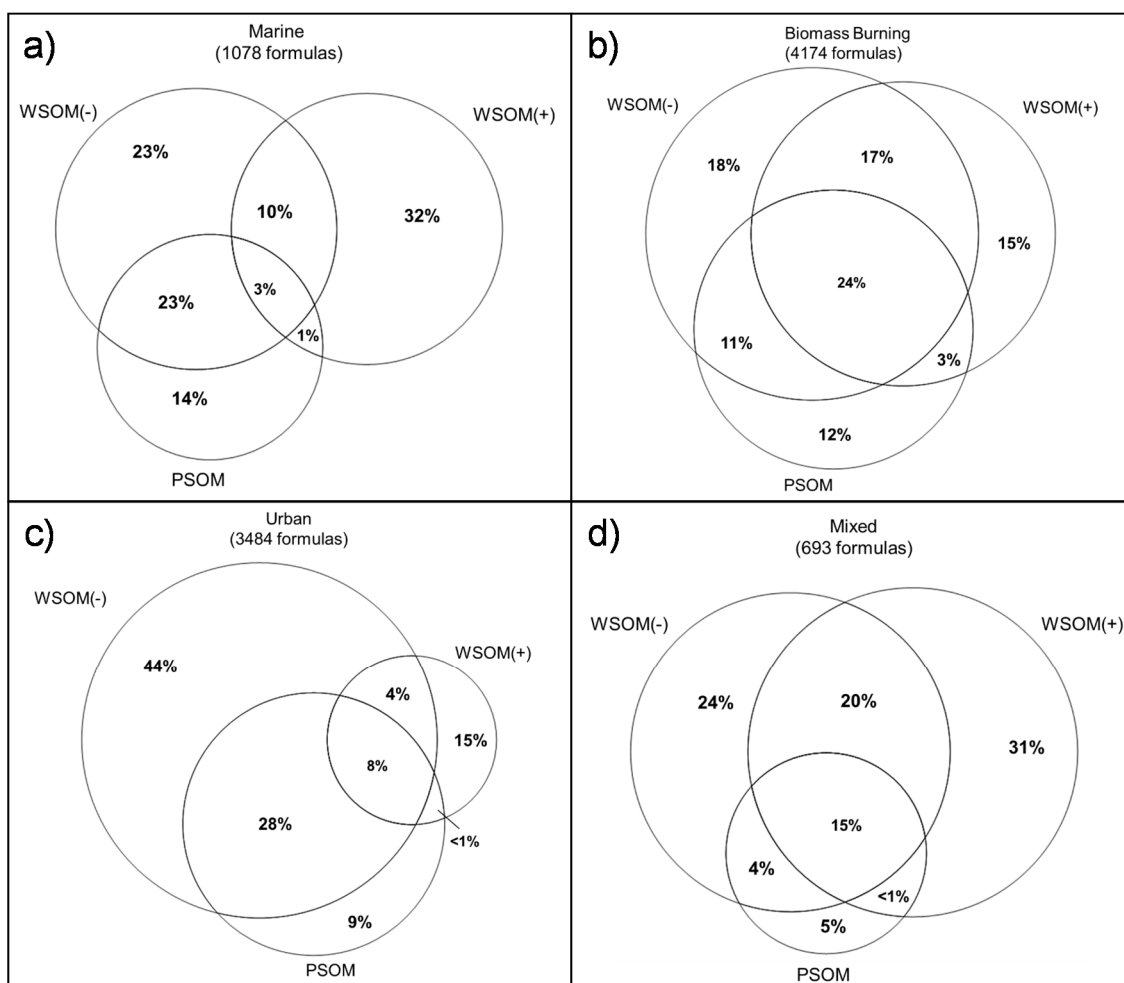 a)
Marine
(1078 formulas)
WSOM(-)
WSOM(+)
23%
10%
32%
23%
3%
1%
14%
PSOM
b)
Biomass Burning
(4174 formulas)
WSOM(-)
WSOM(+)
18%
17%
15%
24%
11%
3%
12%
PSOM
c)
Urban
(3484 formulas)
WSOM(-)
WSOM(+)
44%
4%
15%
8%
28%
<1%
9%
PSOM
d)
Mixed
(693 formulas)
WSOM(-)
WSOM(+)
24%
20%
31%
15%
4%
<1%
5%
PSOM